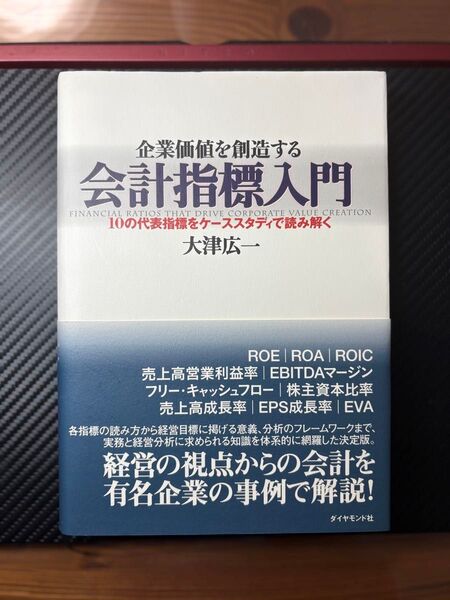 企業価値を創造する
会計指標入門
FINANCIAL RATIOS THAT DRIVE CORPORATE VALUE CREATION
10の代表指標をケーススタディで読み解く
大津広一
ROE│ROA│ROIC
売上高営業利益率│EBITDAマージン
フリー・キャッシュフロー│株主資本比率
売上高成長率│EPS成長率│EVA
各指標の読み方から経営目標に掲げる意義、分析のフレームワークまで、
実務と経営分析に求められる知識を体系的に網羅した決定版。
経営の視点からの会計を
有名企業の事例で解説!
ダイヤモンド社